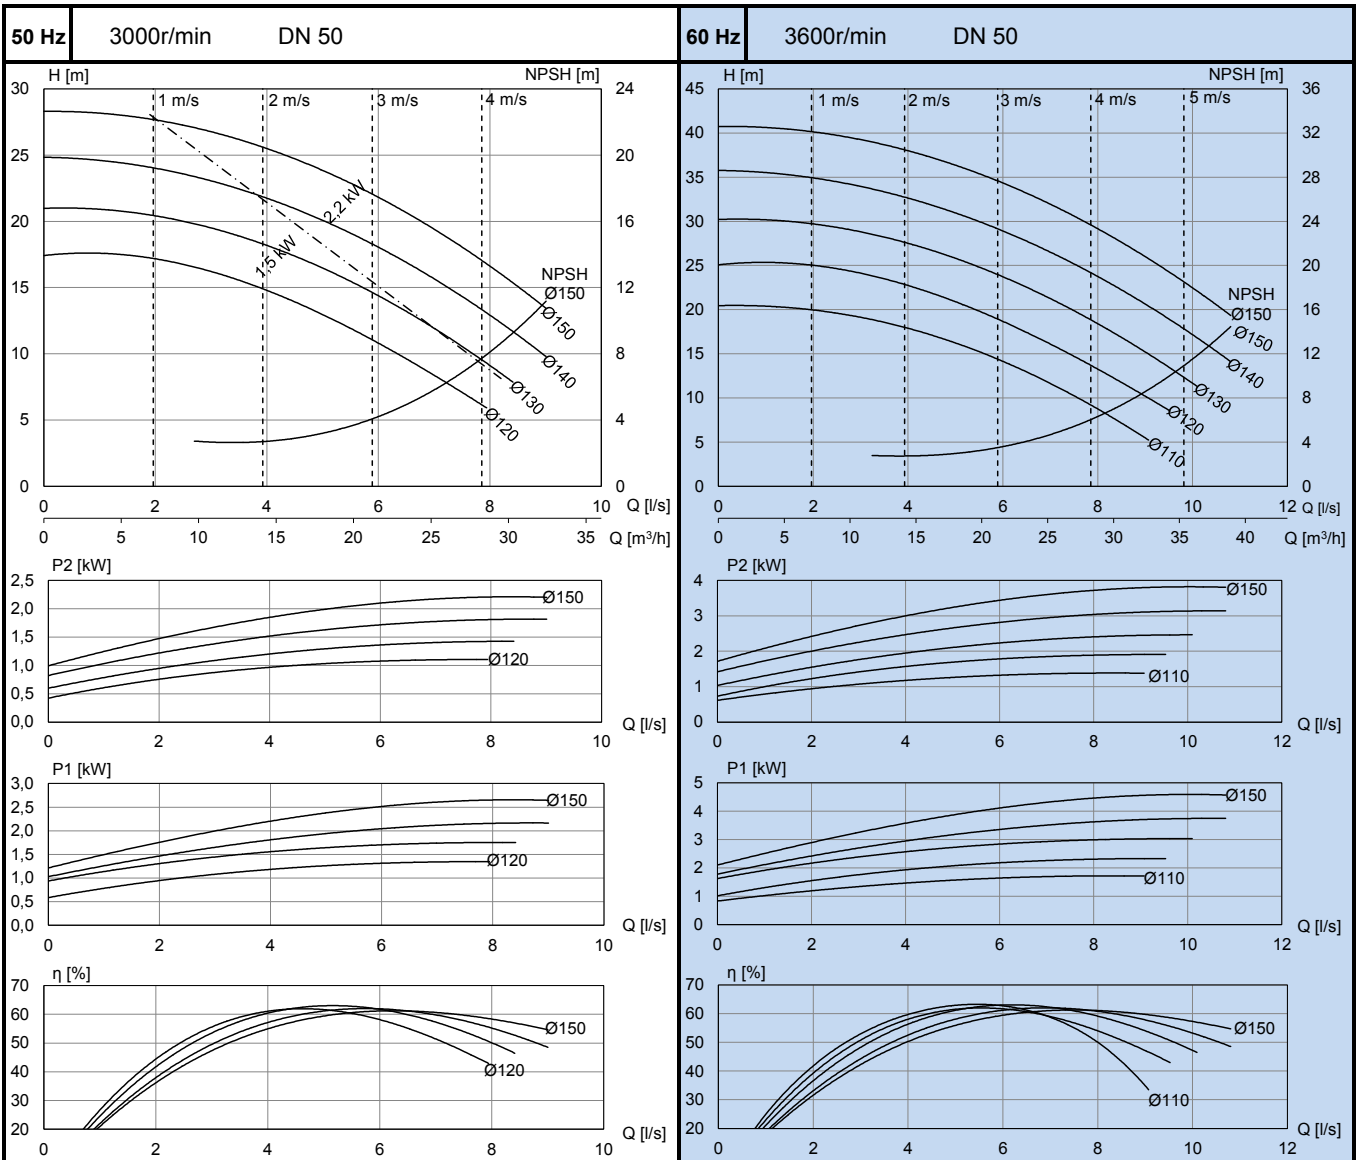 50 Hz 3000r/min DN 50
H [m] NPSH [m]
30 1 m/s 2 m/s 3 m/s 4 m/s 24
25 20
2,2 kW
20 16
1,5 kW
NPSH
15 Ø150 12
Ø150
10 Ø140 8
Ø130
5 Ø120 4
0 0
0 2 4 6 8 10 Q [l/s]
0 5 10 15 20 25 30 35 Q [m³/h]
P2 [kW]
2,5
2,0 Ø150
1,5
1,0 Ø120
0,5
0,0 Q [l/s]
0 2 4 6 8 10
P1 [kW]
3,0
2,5 Ø150
2,0
1,5 Ø120
1,0
0,5
0,0 Q [l/s]
0 2 4 6 8 10
η [%]
70
60 Ø150
50
40 Ø120
30
20 Q [l/s]
0 2 4 6 8 10
60 Hz 3600r/min DN 50
H [m] NPSH [m]
45 1 m/s 2 m/s 3 m/s 4 m/s 5 m/s 36
40 32
35 28
30 24
25 20
NPSH
20 Ø150 16
Ø150
15 Ø140 12
Ø130
10 Ø120 8
5 Ø110 4
0 0
0 2 4 6 8 10 12 Q [l/s]
0 5 10 15 20 25 30 35 40 Q [m³/h]
P2 [kW]
4 Ø150
3
2
1 Ø110
0 Q [l/s]
0 2 4 6 8 10 12
P1 [kW]
5 Ø150
4
3
2 Ø110
1
0 Q [l/s]
0 2 4 6 8 10 12
η [%]
70
60 Ø150
50
40
30 Ø110
20 Q [l/s]
0 2 4 6 8 10 12